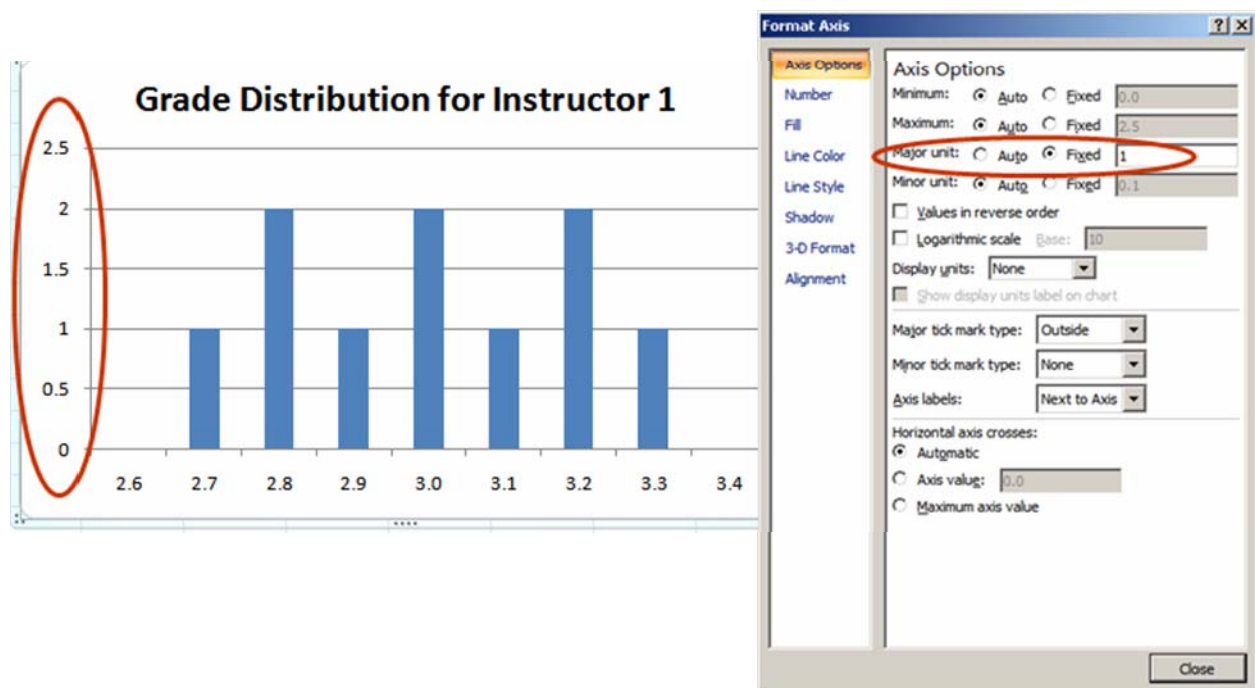 Grade Distribution for Instructor 1
2.5
2
1.5
1
0.5
0
2.6 2.7 2.8 2.9 3.0 3.1 3.2 3.3 3.4
Format Axis
Axis Options
Number
Fill
Line Color
Line Style
Shadow
3-D Format
Alignment
Axis Options
Minimum: Auto Fixed 0.0
Maximum: Auto Fixed 2.5
Major unit: Auto Fixed 1
Minor unit: Auto Fixed 0.1
Values in reverse order
Logarithmic scale Base: 10
Display units: None
Show display units label on chart
Major tick mark type: Outside
Minor tick mark type: None
Axis labels: Next to Axis
Horizontal axis crosses:
Automatic
Axis value: 0.0
Maximum axis value
Close